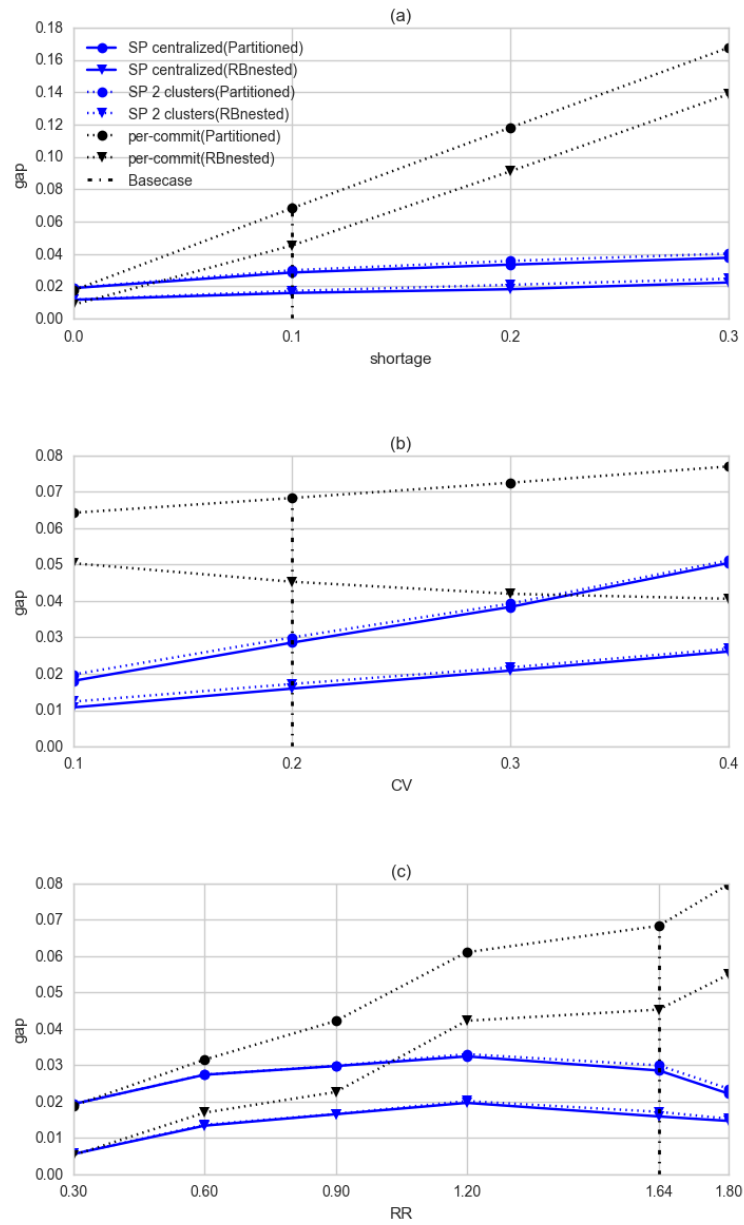 (a)
0.18
0.16
0.14
0.12
0.10
0.08
0.06
0.04
0.02
0.00
gap
SP centralized(Partitioned)
SP centralized(RBnested)
SP 2 clusters(Partitioned)
SP 2 clusters(RBnested)
per-commit(Partitioned)
per-commit(RBnested)
Basecase
0.0 0.1 0.2 0.3
shortage
(b)
0.08
0.07
0.06
0.05
0.04
0.03
0.02
0.01
0.00
gap
0.1 0.2 0.3 0.4
CV
(c)
0.08
0.07
0.06
0.05
0.04
0.03
0.02
0.01
0.00
gap
0.30 0.60 0.90 1.20 1.64 1.80
RR